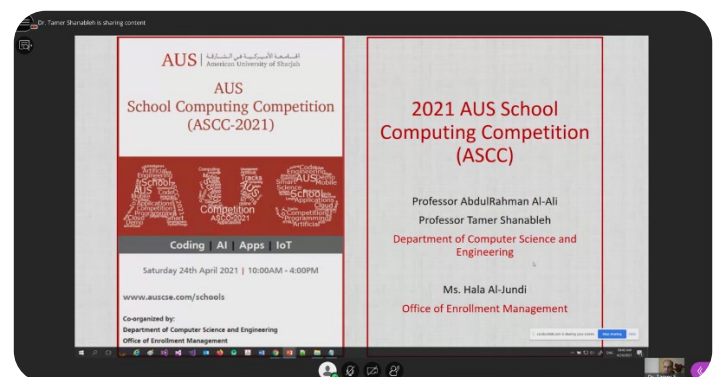 Dr. Tamer Shanableh is sharing content
AUS
الجامعة الأميركية في الشارقة
American University of Sharjah
AUS
School Computing Competition
(ASCC-2021)
Competition
ASCC2021
Coding | AI | Apps | IoT
Saturday 24th April 2021 | 10:00AM - 4:00PM
www.auscse.com/schools
Co-organized by:
Department of Computer Science and Engineering
Office of Enrollment Management
2021 AUS School
Computing Competition
(ASCC)
Professor AbdulRahman Al-Ali
Professor Tamer Shanableh
Department of Computer Science and
Engineering
Ms. Hala Al-Jundi
Office of Enrollment Management